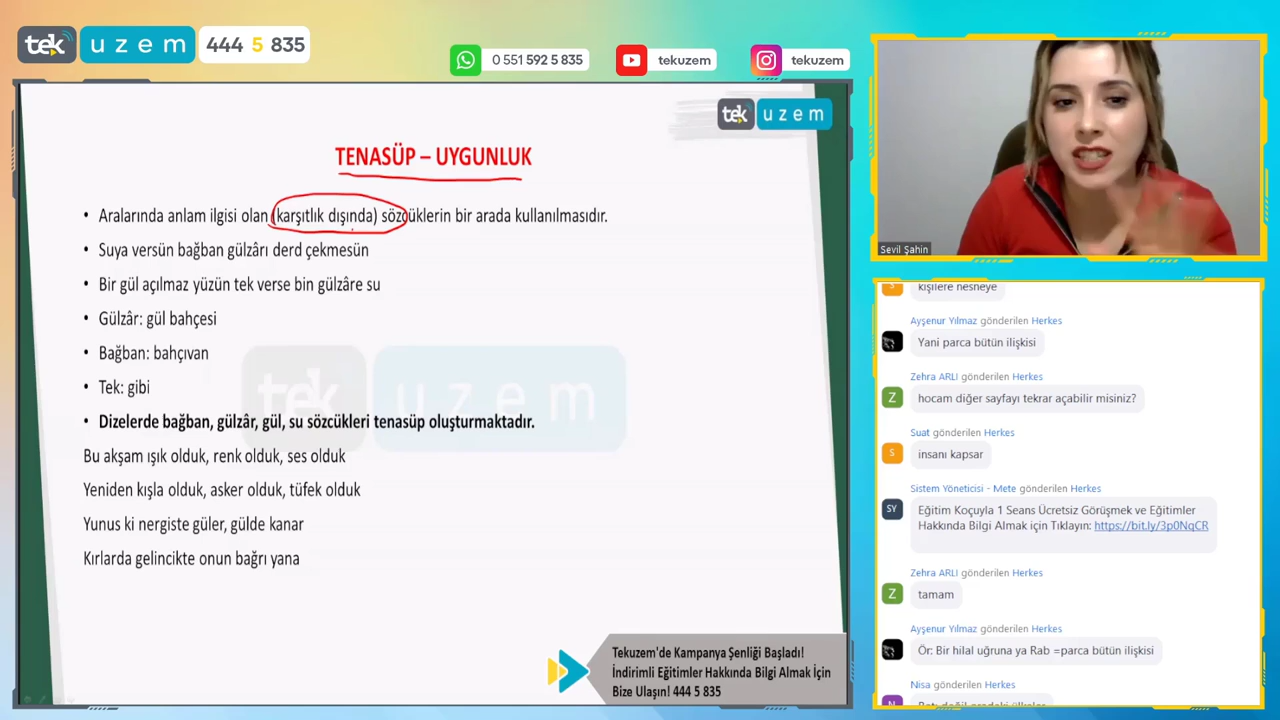 tek uzem 444 5 835
0 551 592 5 835
tekuzem
tekuzem
tek uzem
TENASÜP – UYGUNLUK
• Aralarında anlam ilgisi olan (karşıtlık dışında) sözcüklerin bir arada kullanılmasıdır.
• Suya versün bağban gülzârı derd çekmesün
• Bir gül açılmaz yüzün tek verse bin gülzâre su
• Gülzâr: gül bahçesi
• Bağban: bahçıvan
• Tek: gibi
tek uzem
• Dizelerde bağban, gülzâr, gül, su sözcükleri tenasüp oluşturmaktadır.
Bu akşam ışık olduk, renk olduk, ses olduk
Yeniden kışla olduk, asker olduk, tüfek olduk
Yunus ki nergiste güler, gülde kanar
Kırlarda gelincikte onun bağrı yana
Tekuzem'de Kampanya Şenliği Başladı!
İndirimli Eğitimler Hakkında Bilgi Almak İçin
Bize Ulaşın! 444 5 835
Sevil Şahin
S
kişilere nesneye
Ayşenur Yılmaz gönderilen Herkes
Yani parca bütün ilişkisi
Zehra ARLI gönderilen Herkes
Z
hocam diğer sayfayı tekrar açabilir misiniz?
Suat gönderilen Herkes
S
insanı kapsar
Sistem Yöneticisi - Mete gönderilen Herkes
SY
Eğitim Koçuyla 1 Seans Ücretsiz Görüşmek ve Eğitimler
Hakkında Bilgi Almak için Tıklayın: https://bit.ly/3p0NqCR
Zehra ARLI gönderilen Herkes
Z
tamam
Ayşenur Yılmaz gönderilen Herkes
Ör: Bir hilal uğruna ya Rab =parca bütün ilişkisi
Nisa gönderilen Herkes
N